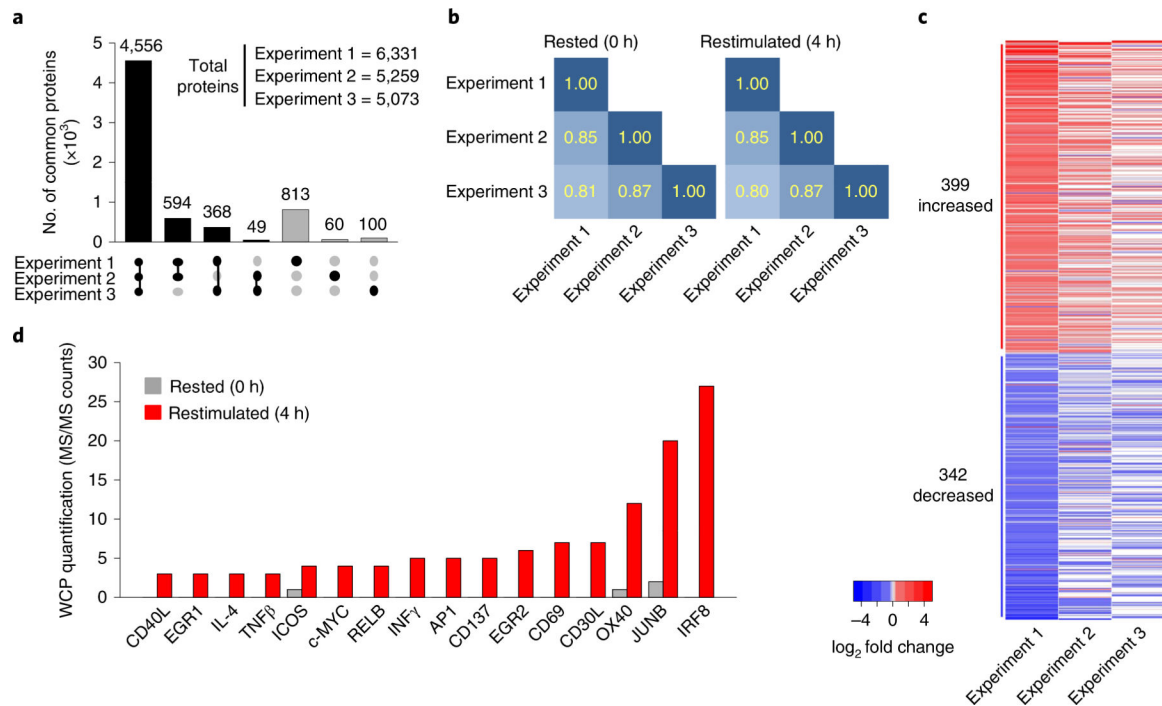 a
No. of common proteins
(×10³)
5
4
3
2
1
0
4,556
594
368
49
813
60
100
Total
proteins
Experiment 1 = 6,331
Experiment 2 = 5,259
Experiment 3 = 5,073
Experiment 1
Experiment 2
Experiment 3
b
Rested (0 h)
Restimulated (4 h)
Experiment 1
1.00
1.00
Experiment 2
0.85
1.00
0.85
1.00
Experiment 3
0.81
0.87
1.00
0.80
0.87
1.00
Experiment 1
Experiment 2
Experiment 3
Experiment 1
Experiment 2
Experiment 3
c
399
increased
342
decreased
−4
−2
0
2
4
log₂ fold change
Experiment 1
Experiment 2
Experiment 3
d
WCP quantification (MS/MS counts)
30
25
20
15
10
5
0
Rested (0 h)
Restimulated (4 h)
CD40L
EGR1
IL-4
TNFβ
ICOS
c-MYC
RELB
INFγ
AP1
CD137
EGR2
CD69
CD30L
OX40
JUNB
IRF8